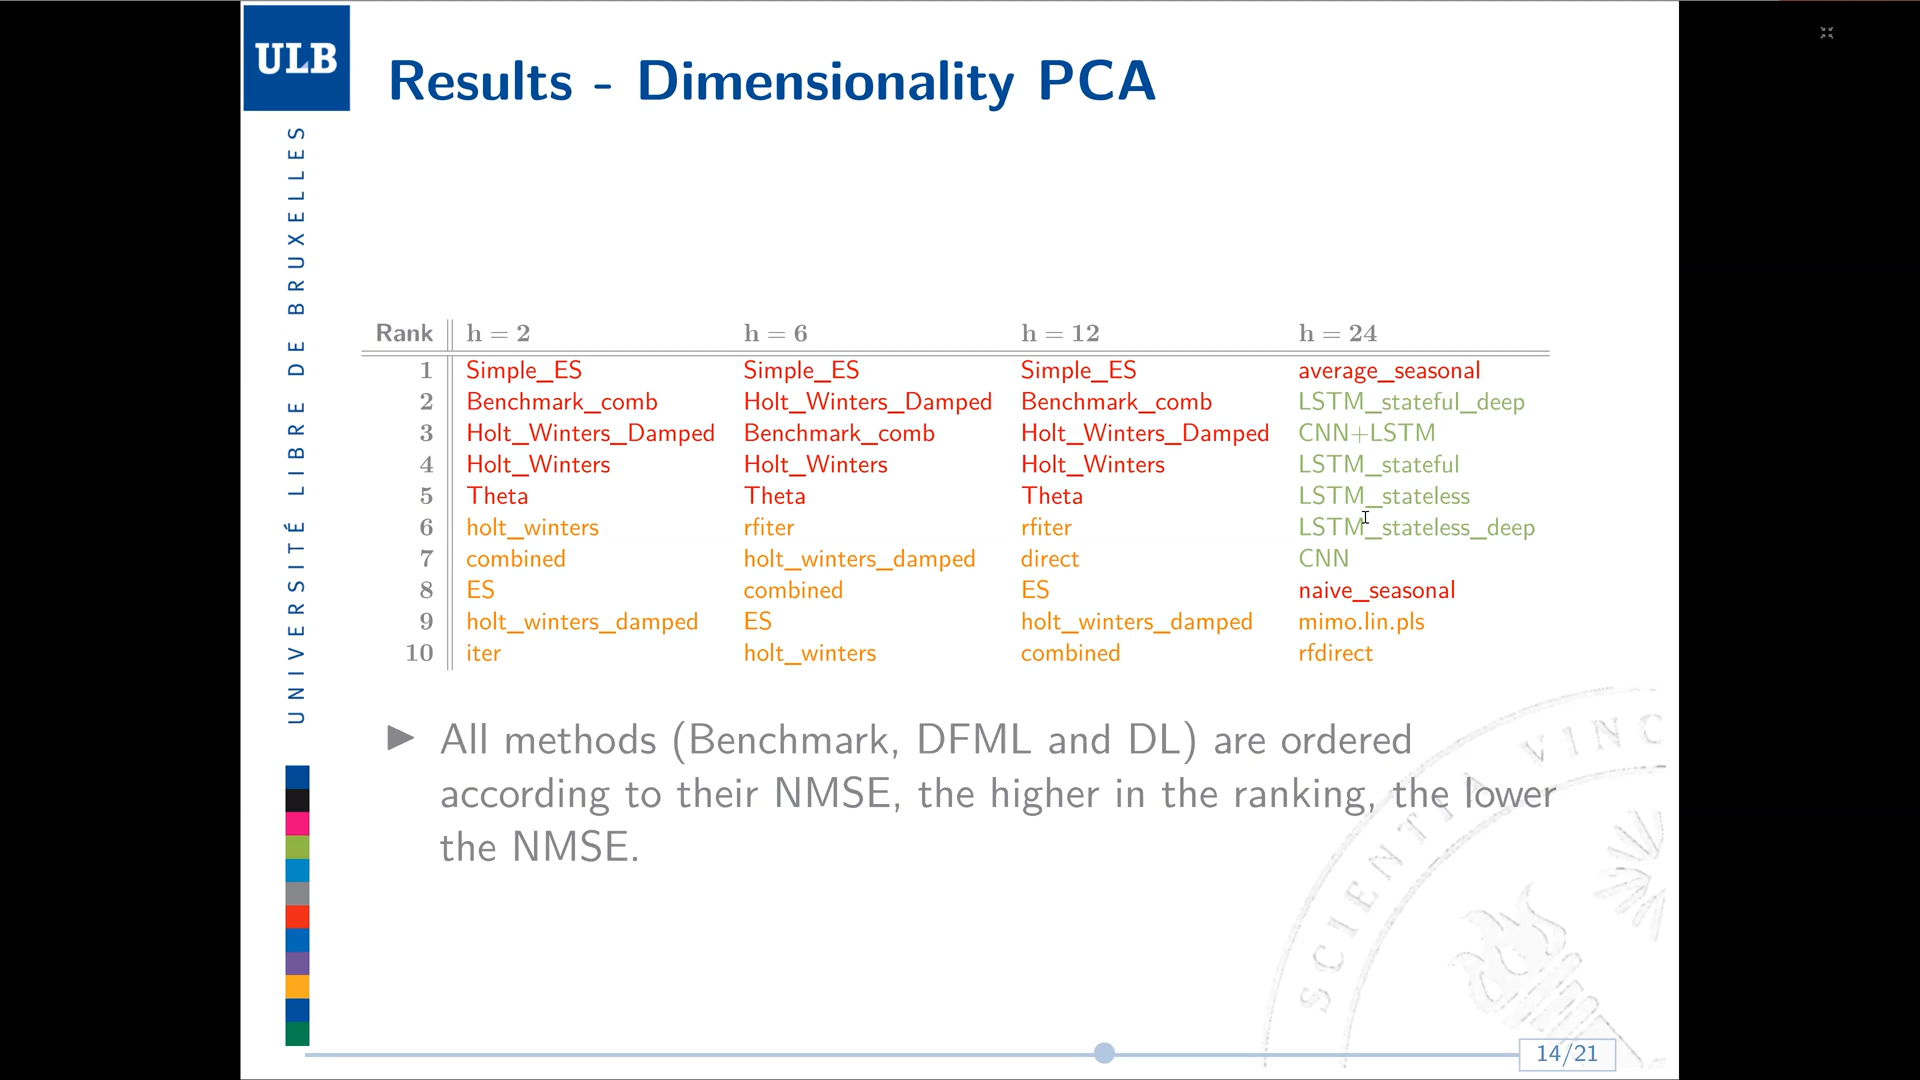 ULB
UNIVERSITÉ LIBRE DE BRUXELLES
Results - Dimensionality PCA
Rank h = 2 h = 6 h = 12 h = 24
1 Simple_ES Simple_ES Simple_ES average_seasonal
2 Benchmark_comb Holt_Winters_Damped Benchmark_comb LSTM_stateful_deep
3 Holt_Winters_Damped Benchmark_comb Holt_Winters_Damped CNN+LSTM
4 Holt_Winters Holt_Winters Holt_Winters LSTM_stateful
5 Theta Theta Theta LSTM_stateless
6 holt_winters rfiter rfiter LSTM_stateless_deep
7 combined holt_winters_damped direct CNN
8 ES combined ES naive_seasonal
9 holt_winters_damped ES holt_winters_damped mimo.lin.pls
10 iter holt_winters combined rfdirect
▶ All methods (Benchmark, DFML and DL) are ordered
according to their NMSE, the higher in the ranking, the lower
the NMSE.
SCIENTIA VINC
14/21